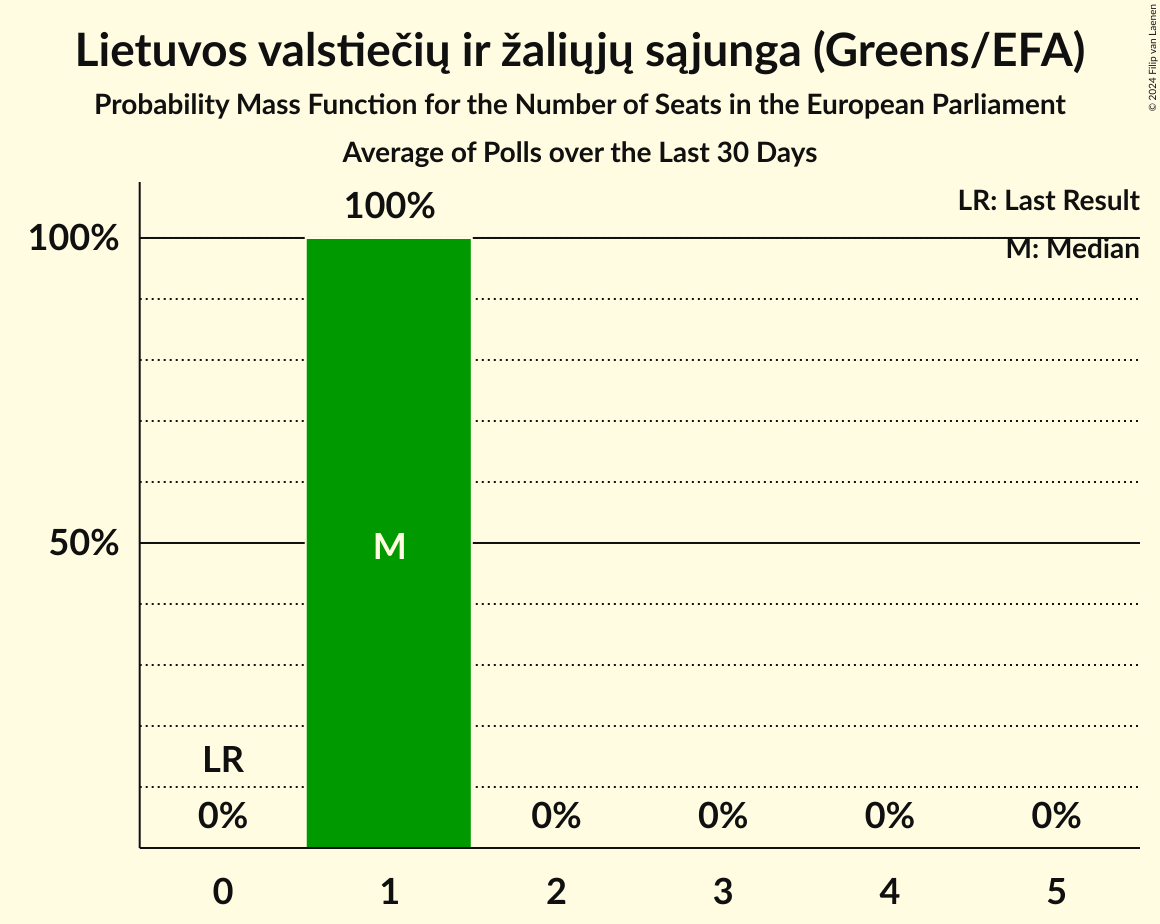 Lietuvos valstiečių ir žaliųjų sąjunga (Greens/EFA)
Probability Mass Function for the Number of Seats in the European Parliament
Average of Polls over the Last 30 Days
© 2024 Filip van Laenen
LR: Last Result
M: Median
100%
100%
50%
M
LR
0%
0%
0%
0%
0%
0
1
2
3
4
5